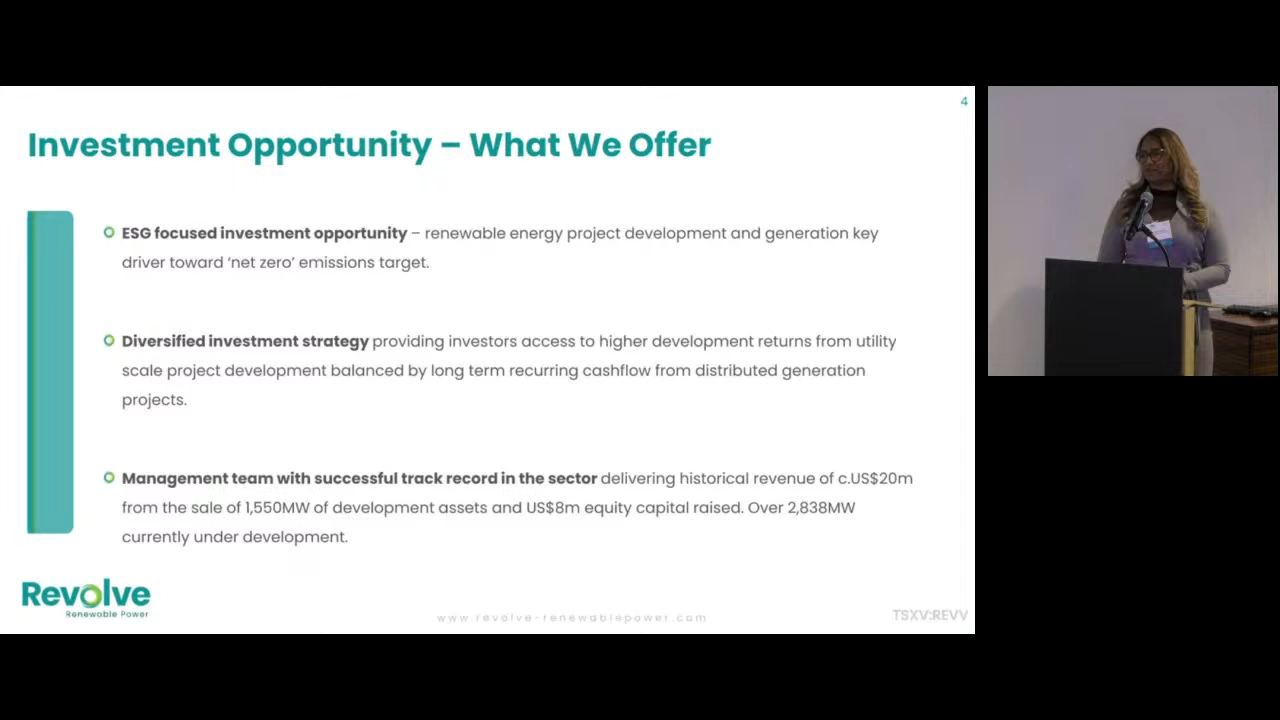 4
Investment Opportunity – What We Offer
ESG focused investment opportunity – renewable energy project development and generation key
driver toward ‘net zero’ emissions target.
Diversified investment strategy providing investors access to higher development returns from utility
scale project development balanced by long term recurring cashflow from distributed generation
projects.
Management team with successful track record in the sector delivering historical revenue of c.US$20m
from the sale of 1,550MW of development assets and US$8m equity capital raised. Over 2,838MW
currently under development.
Revolve
Renewable Power
www.revolve-renewablepower.com
TSXV:REVV